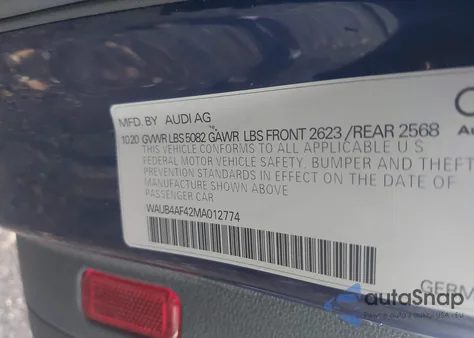 MFD. BY AUDI AG
10.20 GVWR LBS 5082 GAWR LBS FRONT 2623 /REAR 2568
THIS VEHICLE CONFORMS TO ALL APPLICABLE U S
FEDERAL MOTOR VEHICLE SAFETY, BUMPER AND THEFT
MANUFACTURE SHOWN ABOVE IN EFFECT ON THE DATE OF
PASSENGER CAR
WAUB4AF42MA012774
GERM
autoSnap